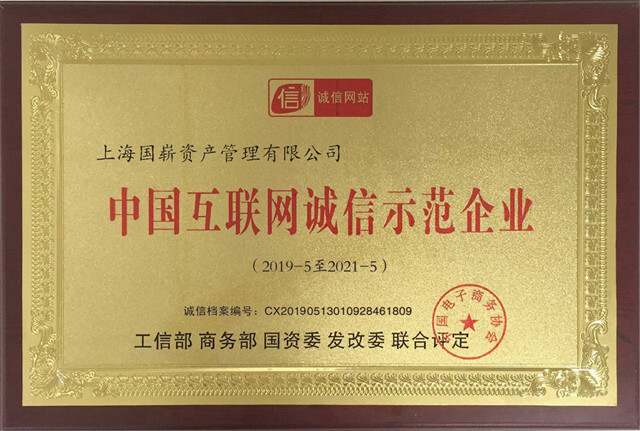 信 诚信网站
上海国崭资产管理有限公司
中国互联网诚信示范企业
(2019-5至2021-5)
诚信档案编号:CX20190513010928461809
工信部 商务部 国资委 发改委 联合评定
中国电子商务协会